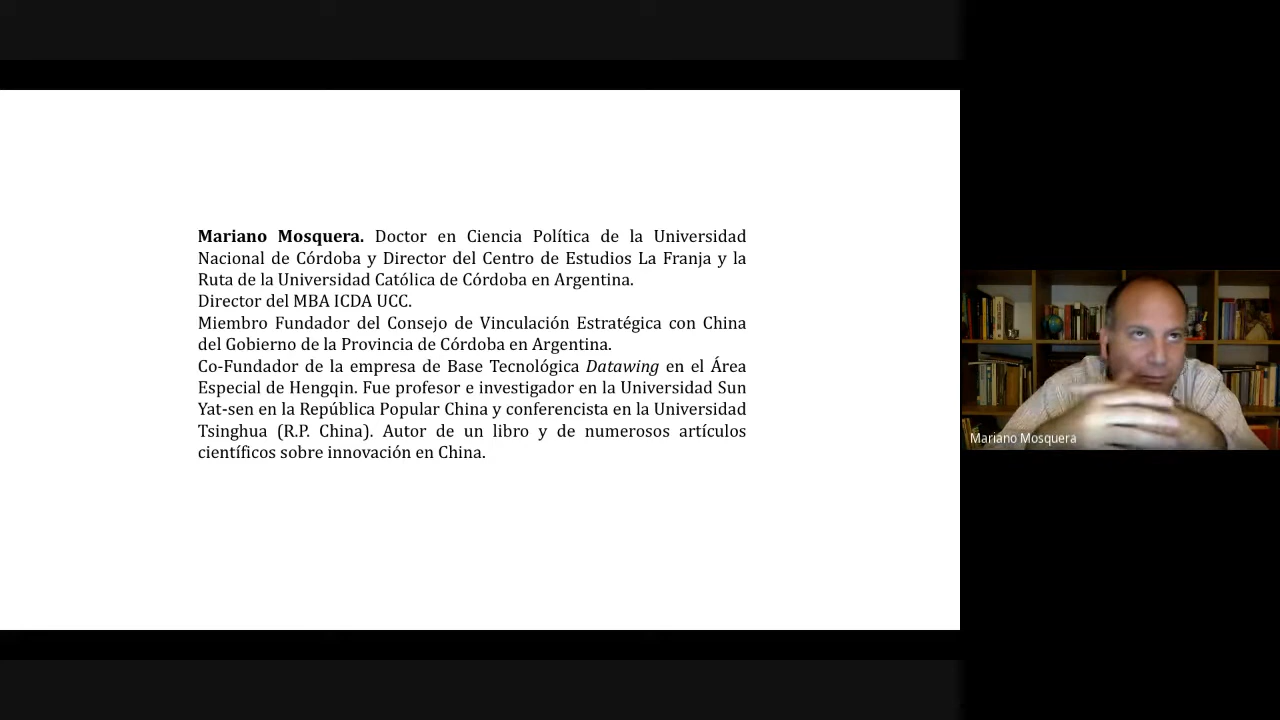 Mariano Mosquera. Doctor en Ciencia Política de la Universidad
Nacional de Córdoba y Director del Centro de Estudios La Franja y la
Ruta de la Universidad Católica de Córdoba en Argentina.
Director del MBA ICDA UCC.
Miembro Fundador del Consejo de Vinculación Estratégica con China
del Gobierno de la Provincia de Córdoba en Argentina.
Co-Fundador de la empresa de Base Tecnológica Datawing en el Área
Especial de Hengqin. Fue profesor e investigador en la Universidad Sun
Yat-sen en la República Popular China y conferencista en la Universidad
Tsinghua (R.P. China). Autor de un libro y de numerosos artículos
científicos sobre innovación en China.
Mariano Mosquera